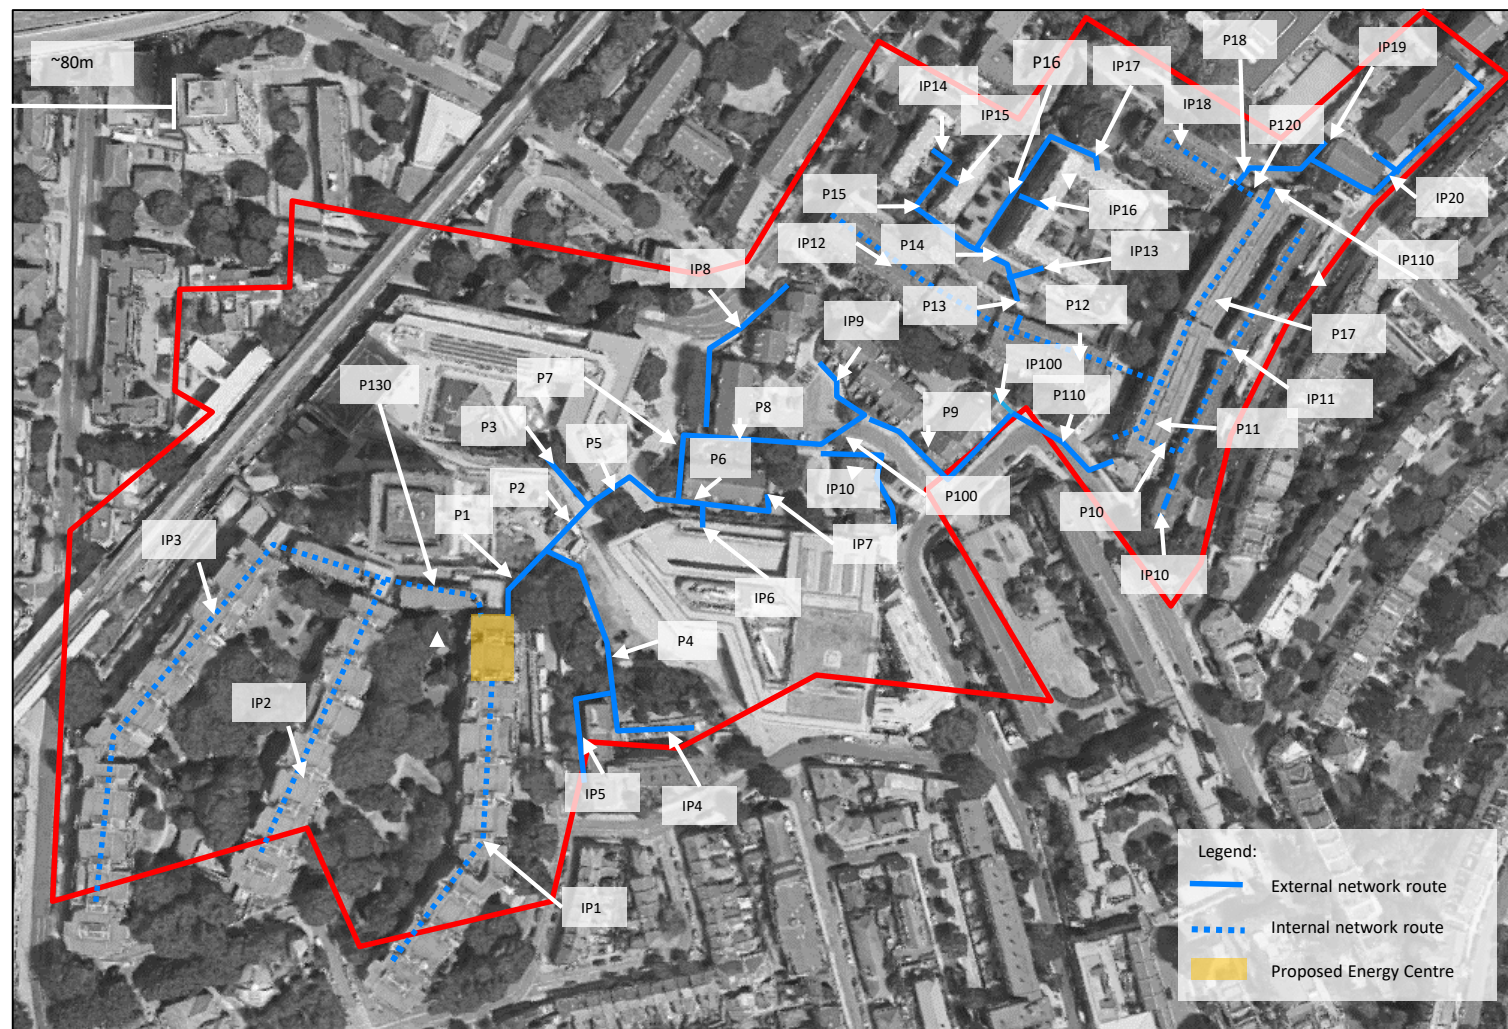 ~80m
P18
IP19
P16
IP17
IP14
IP18
IP15
P120
P15
IP20
IP16
IP12
P14
IP13
IP8
IP110
P13
P12
IP9
P17
IP100
P130
P7
P110
P8
IP11
P3
P9
P11
P5
P6
P2
IP10
P100
P1
P10
IP3
IP7
IP10
IP6
P4
IP2
IP5
IP4
Legend:
External network route
IP1
Internal network route
Proposed Energy Centre